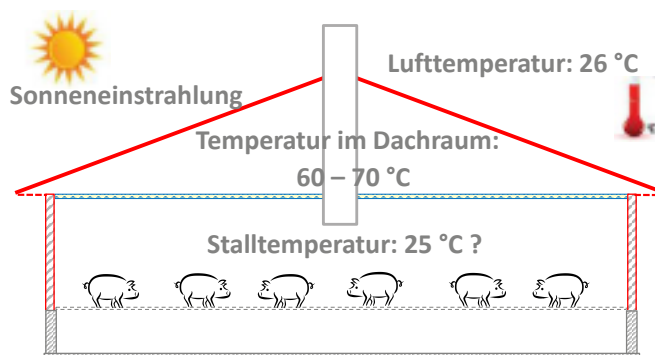 Lufttemperatur: 26 °C
Sonneneinstrahlung
Temperatur im Dachraum:
60 – 70 °C
Stalltemperatur: 25 °C ?